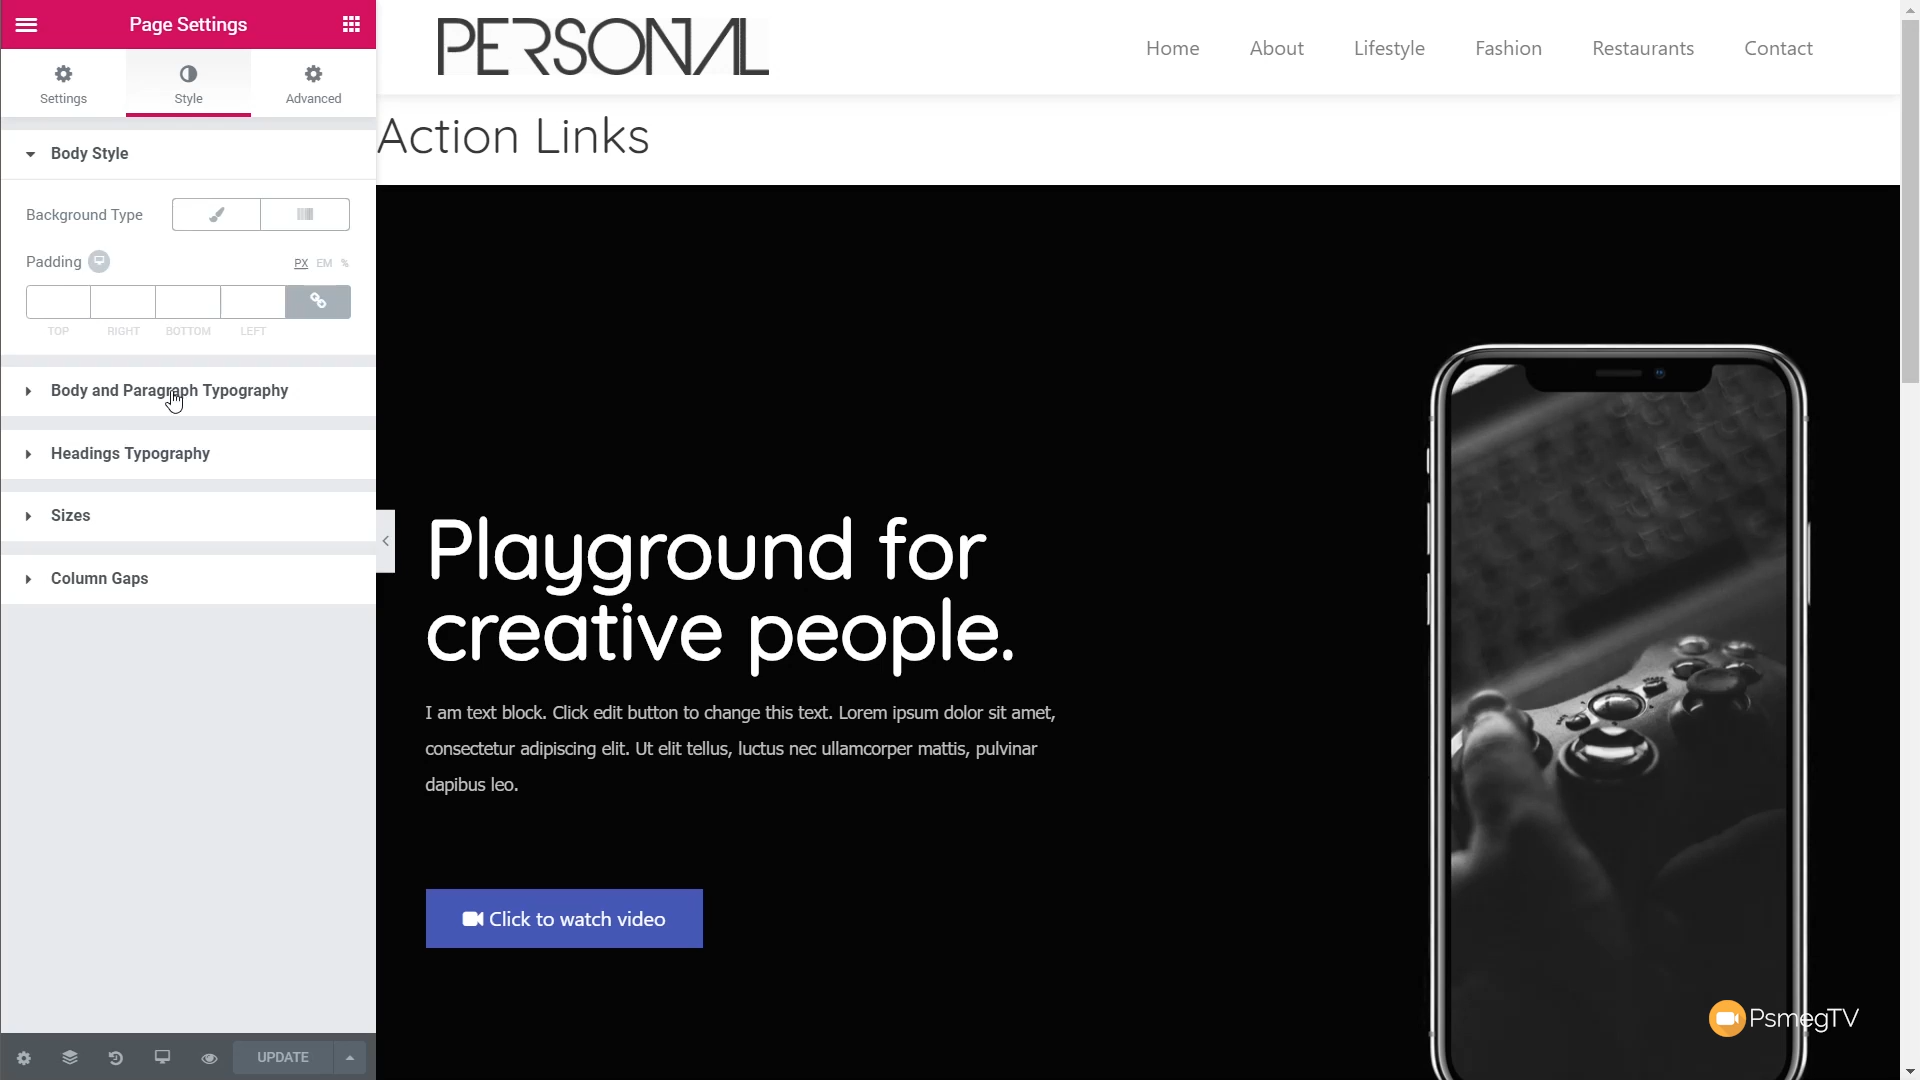 Page Settings
Settings
Style
Advanced
Body Style
Background Type
Padding
PX EM %
TOP RIGHT BOTTOM LEFT
Body and Paragraph Typography
Headings Typography
Sizes
Column Gaps
UPDATE
PERSONAL
Home About Lifestyle Fashion Restaurants Contact
Action Links
Playground for
creative people.
I am text block. Click edit button to change this text. Lorem ipsum dolor sit amet,
consectetur adipiscing elit. Ut elit tellus, luctus nec ullamcorper mattis, pulvinar
dapibus leo.
Click to watch video
PsmegTV